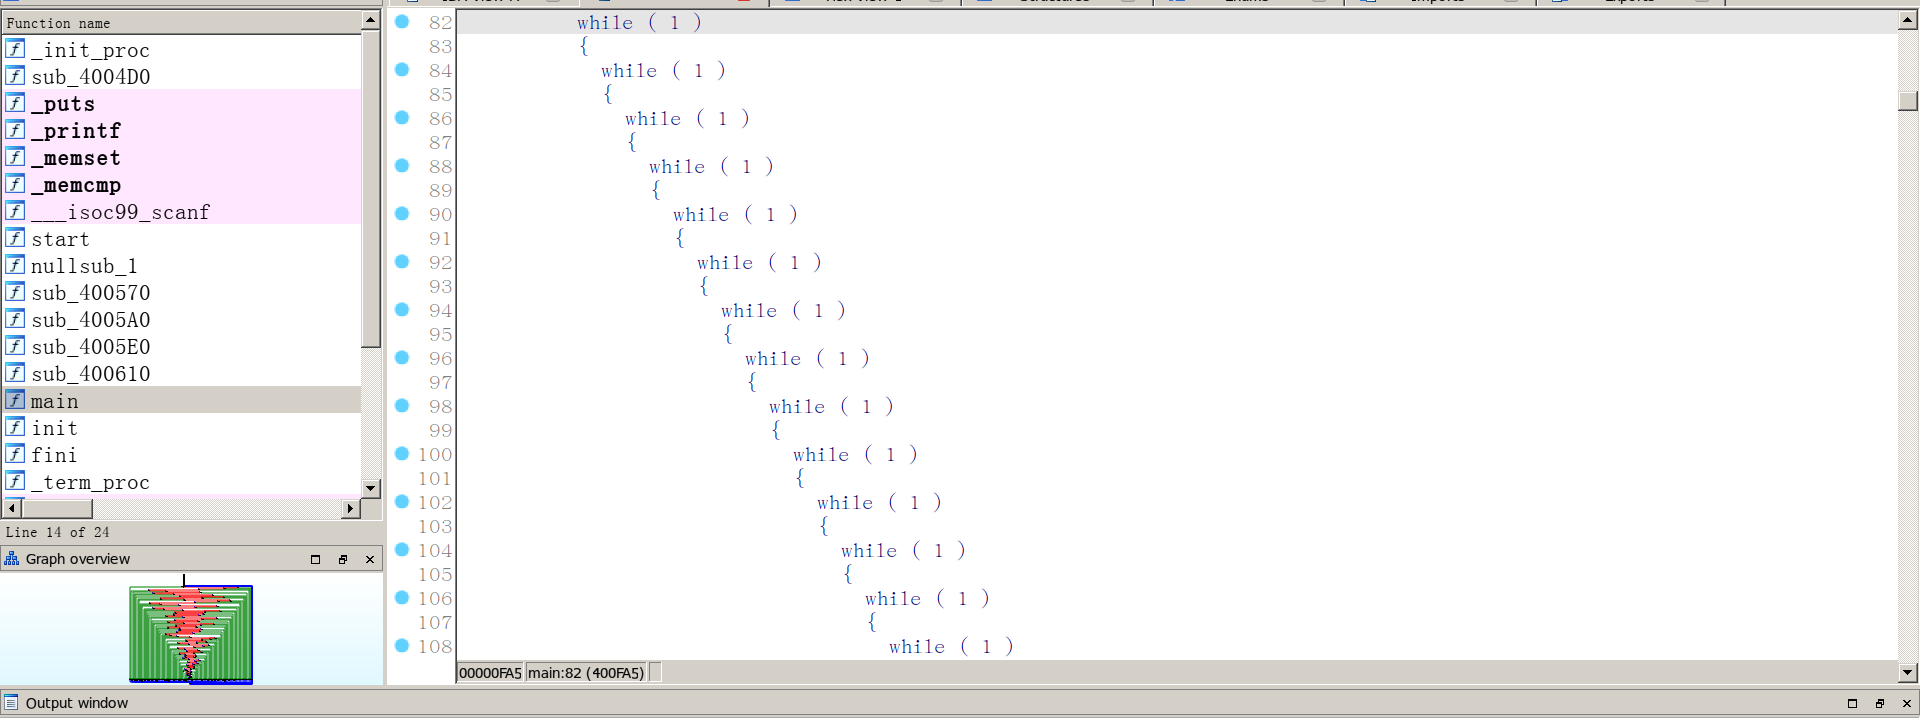 Function name
_init_proc
sub_4004D0
_puts
_printf
_memset
_memcmp
___isoc99_scanf
start
nullsub_1
sub_400570
sub_4005A0
sub_4005E0
sub_400610
main
init
fini
_term_proc
Line 14 of 24
Graph overview
82 while ( 1 )
83 {
84 while ( 1 )
85 {
86 while ( 1 )
87 {
88 while ( 1 )
89 {
90 while ( 1 )
91 {
92 while ( 1 )
93 {
94 while ( 1 )
95 {
96 while ( 1 )
97 {
98 while ( 1 )
99 {
100 while ( 1 )
101 {
102 while ( 1 )
103 {
104 while ( 1 )
105 {
106 while ( 1 )
107 {
108 while ( 1 )
00000FA5 main:82 (400FA5)
Output window